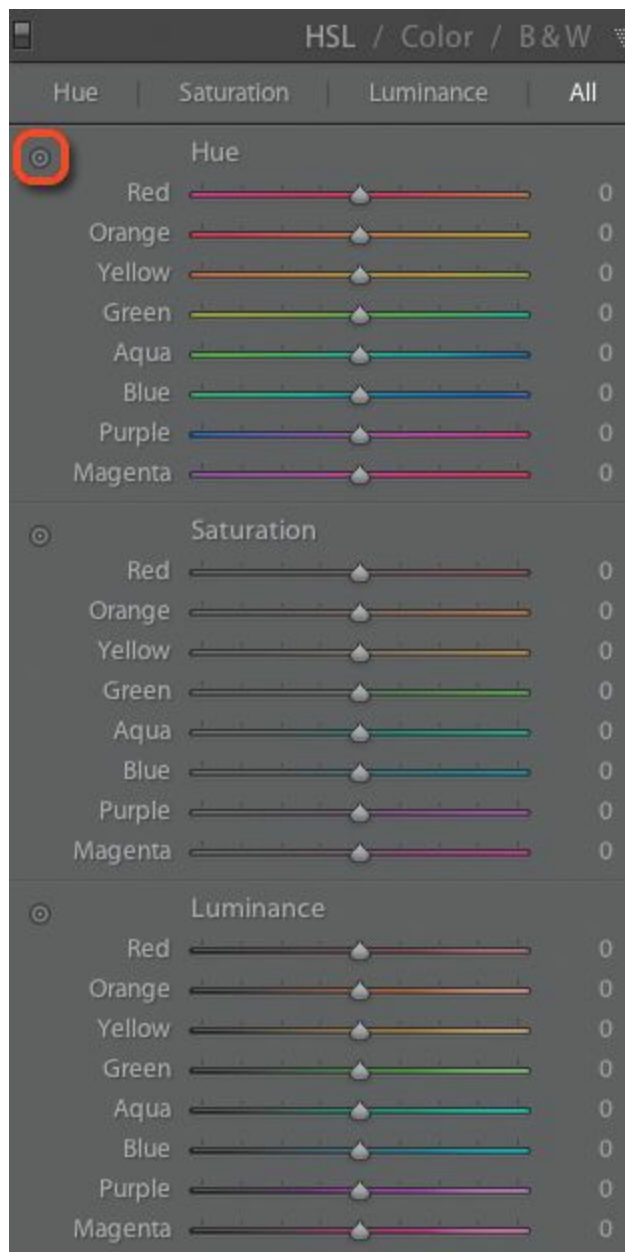 HSL / Color / B & W
Hue | Saturation | Luminance | All
Hue
Red 0
Orange 0
Yellow 0
Green 0
Aqua 0
Blue 0
Purple 0
Magenta 0
Saturation
Red 0
Orange 0
Yellow 0
Green 0
Aqua 0
Blue 0
Purple 0
Magenta 0
Luminance
Red 0
Orange 0
Yellow 0
Green 0
Aqua 0
Blue 0
Purple 0
Magenta 0